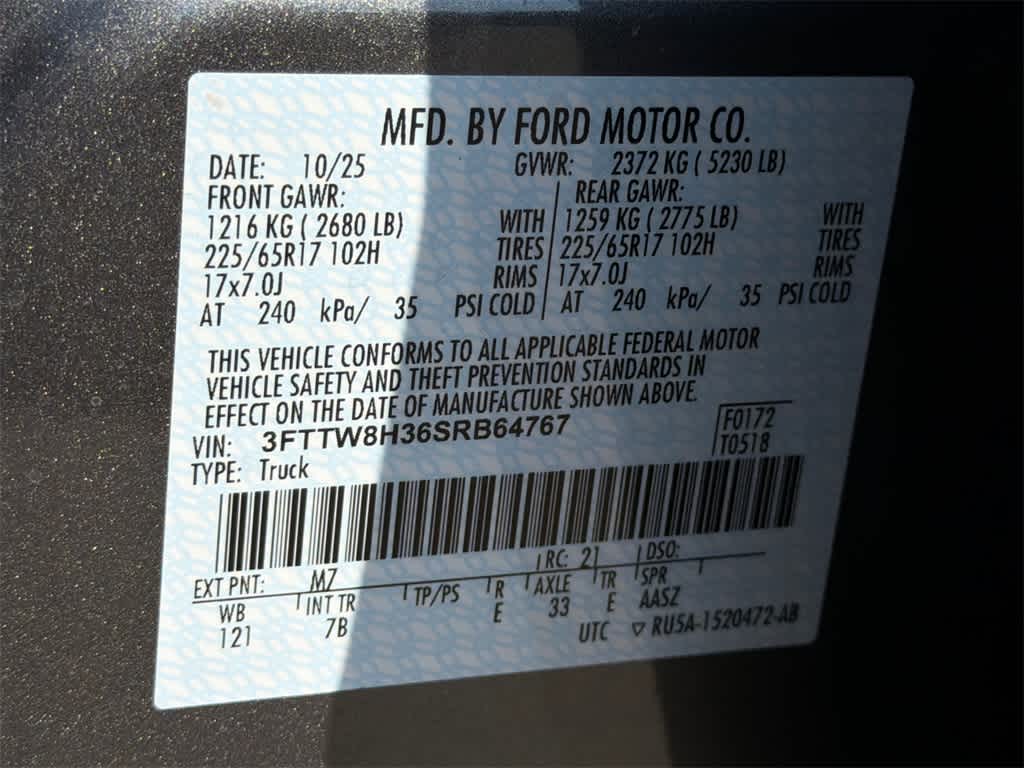 MFD. BY FORD MOTOR CO.
DATE: 10/25 GVWR: 2372 KG ( 5230 LB)
FRONT GAWR: REAR GAWR:
1216 KG ( 2680 LB) WITH 1259 KG ( 2775 LB) WITH
225/65R17 102H TIRES 225/65R17 102H TIRES
17x7.0J RIMS 17x7.0J RIMS
AT 240 kPa/ 35 PSI COLD AT 240 kPa/ 35 PSI COLD
THIS VEHICLE CONFORMS TO ALL APPLICABLE FEDERAL MOTOR
VEHICLE SAFETY AND THEFT PREVENTION STANDARDS IN
EFFECT ON THE DATE OF MANUFACTURE SHOWN ABOVE.
VIN: 3FTTW8H36SRB64767 F0172
TYPE: Truck T0518
EXT PNT: M7 RC: 21 DSO:
WB INT TR TP/PS R AXLE TR SPR
121 7B E 33 E AASZ
UTC ▽ RU5A-1520472-AB